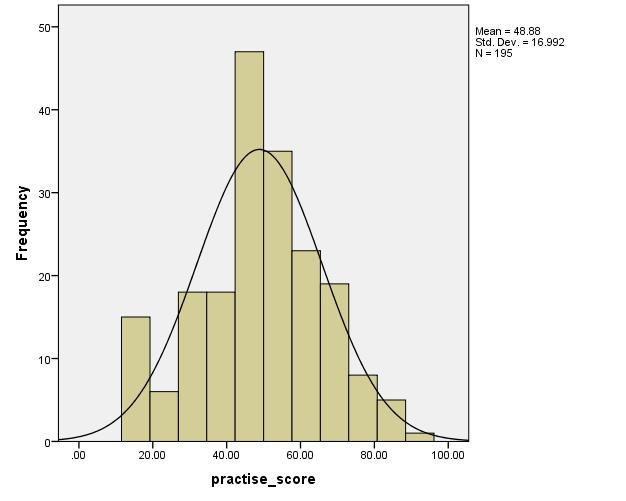 Mean = 48.88
Std. Dev. = 16.992
N = 195
50
40
30
20
10
0
Frequency
.00 20.00 40.00 60.00 80.00 100.00
practise_score